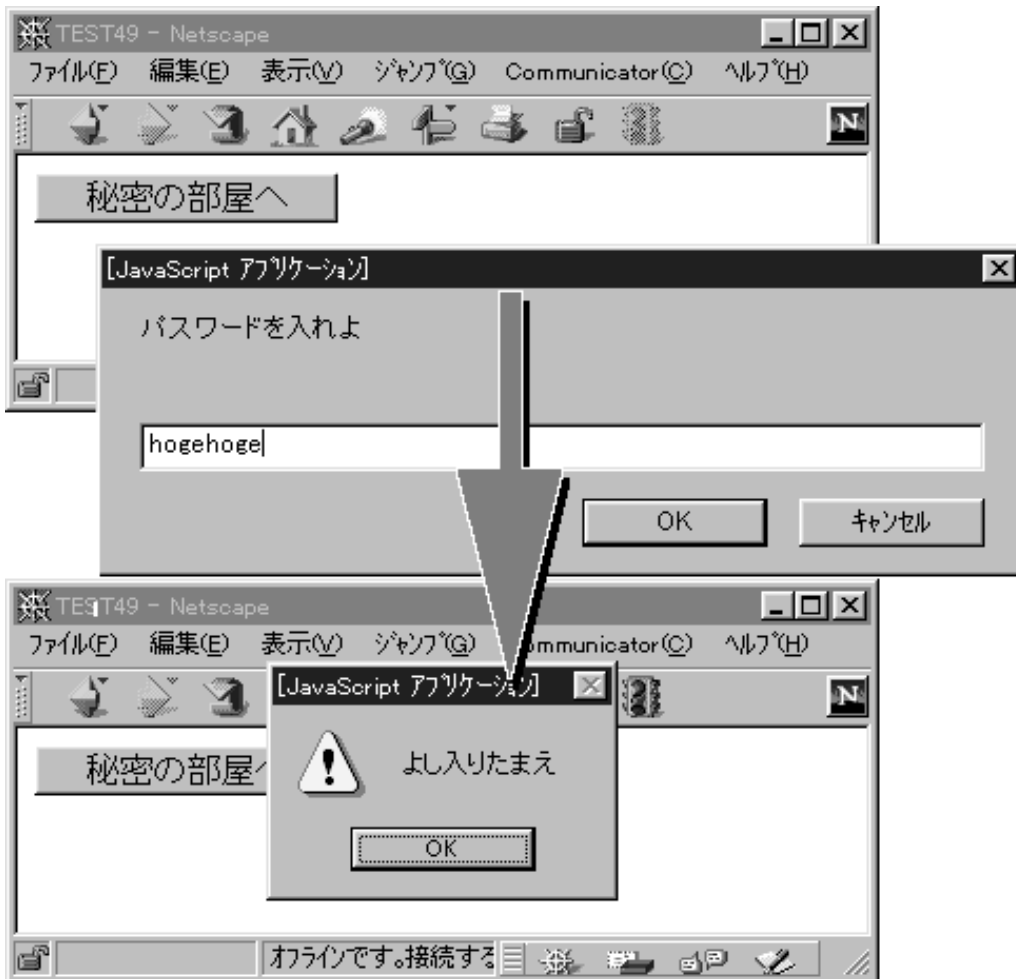 TEST49 - Netscape
ﾌｧｲﾙ(F) 編集(E) 表示(V) ｼﾞｬﾝﾌﾟ(G) Communicator(C) ﾍﾙﾌﾟ(H)
N
秘密の部屋へ
[JavaScript ｱﾌﾟﾘｹｰｼｮﾝ]
パスワードを入れよ
hogehoge
OK ｷｬﾝｾﾙ
TEST49 - Netscape
ﾌｧｲﾙ(F) 編集(E) 表示(V) ｼﾞｬﾝﾌﾟ(G) ommunicator(C) ﾍﾙﾌﾟ(H)
[JavaScript ｱﾌﾟﾘｹｰｼｮﾝ]
N
秘密の部屋へ
よし入りたまえ
OK
ｵﾌﾗｲﾝです｡接続する